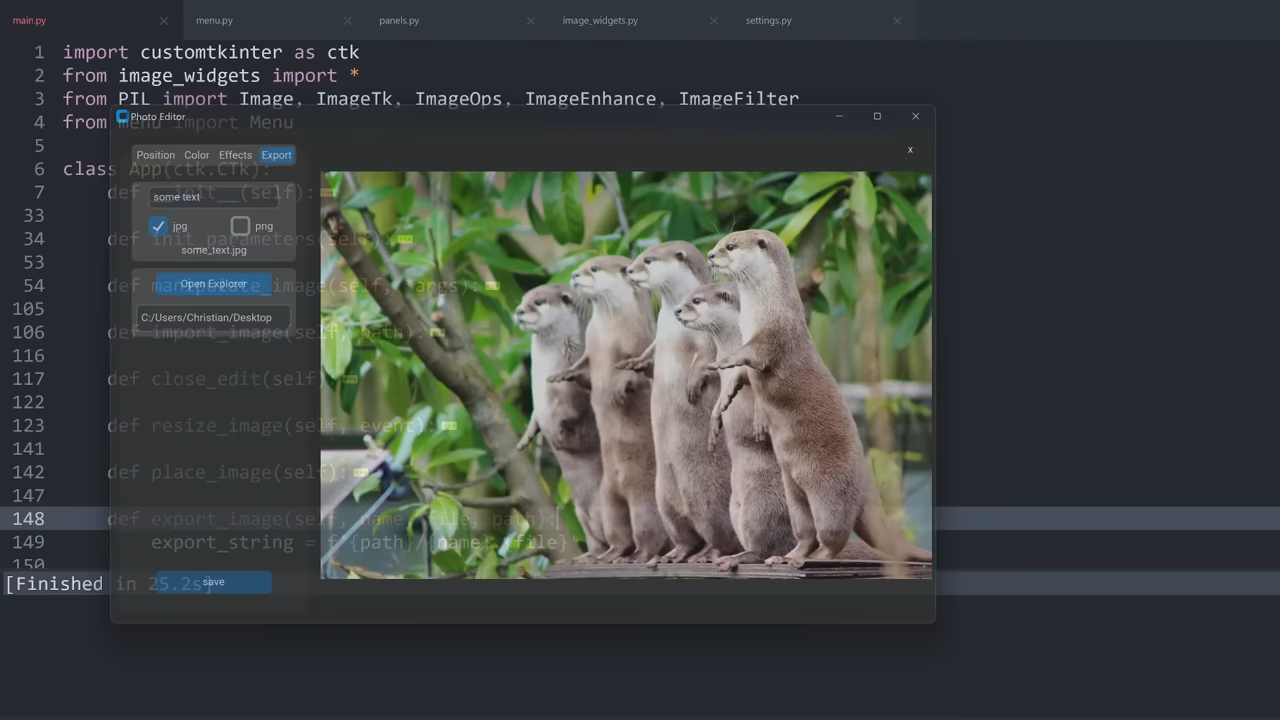 main.py
menu.py
panels.py
image_widgets.py
settings.py
1 import customtkinter as ctk
2 from image_widgets import *
3 from PIL import Image, ImageTk, ImageOps, ImageEnhance, ImageFilter
4 from menu import Menu
5
6 class App(ctk.CTk):
7 def __init__(self):
33
34 def init_parameters(self):
53
54 def manipulate_image(self, *args):
105
106 def import_image(self, path):
116
117 def close_edit(self)
122
123 def resize_image(self, event):
141
142 def place_image(self):
147
148 def export_image(self, name, file, path):
149 export_string = f'{path}/{name}.{file}'
150
[Finished in 25.2s]
Photo Editor
x
Position Color Effects Export
some text
jpg png
some_text.jpg
Open Explorer
C:/Users/Christian/Desktop
save